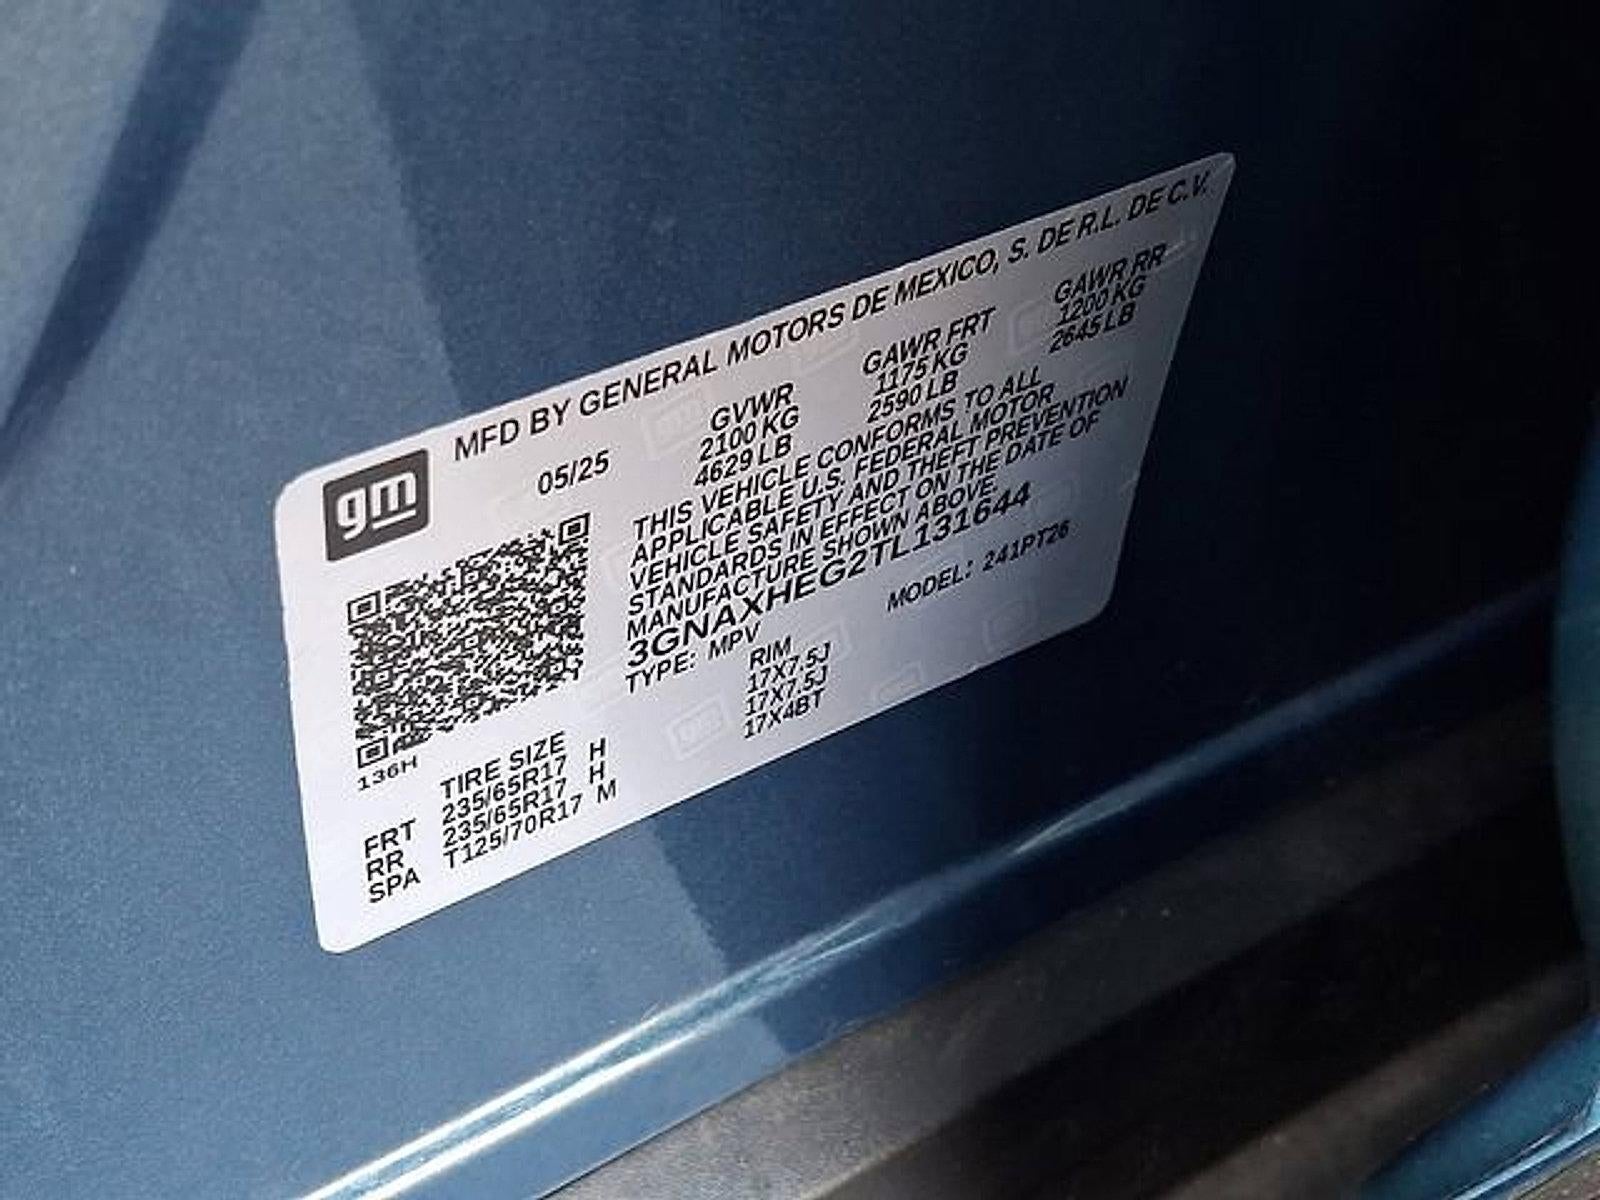 gm
MFD BY GENERAL MOTORS DE MEXICO, S. DE R.L. DE C.V.
05/25
GVWR GAWR FRT GAWR RR
2100 KG 1175 KG 1200 KG
4629 LB 2590 LB 2645 LB
THIS VEHICLE CONFORMS TO ALL
APPLICABLE U.S. FEDERAL MOTOR
VEHICLE SAFETY AND THEFT PREVENTION
STANDARDS IN EFFECT ON THE DATE OF
MANUFACTURE SHOWN ABOVE.
3GNAXHEG2TL131644
TYPE: MPV MODEL: 241PT26
136H
TIRE SIZE RIM
FRT 235/65R17 H 17X7.5J
RR 235/65R17 H 17X7.5J
SPA T125/70R17 M 17X4BT